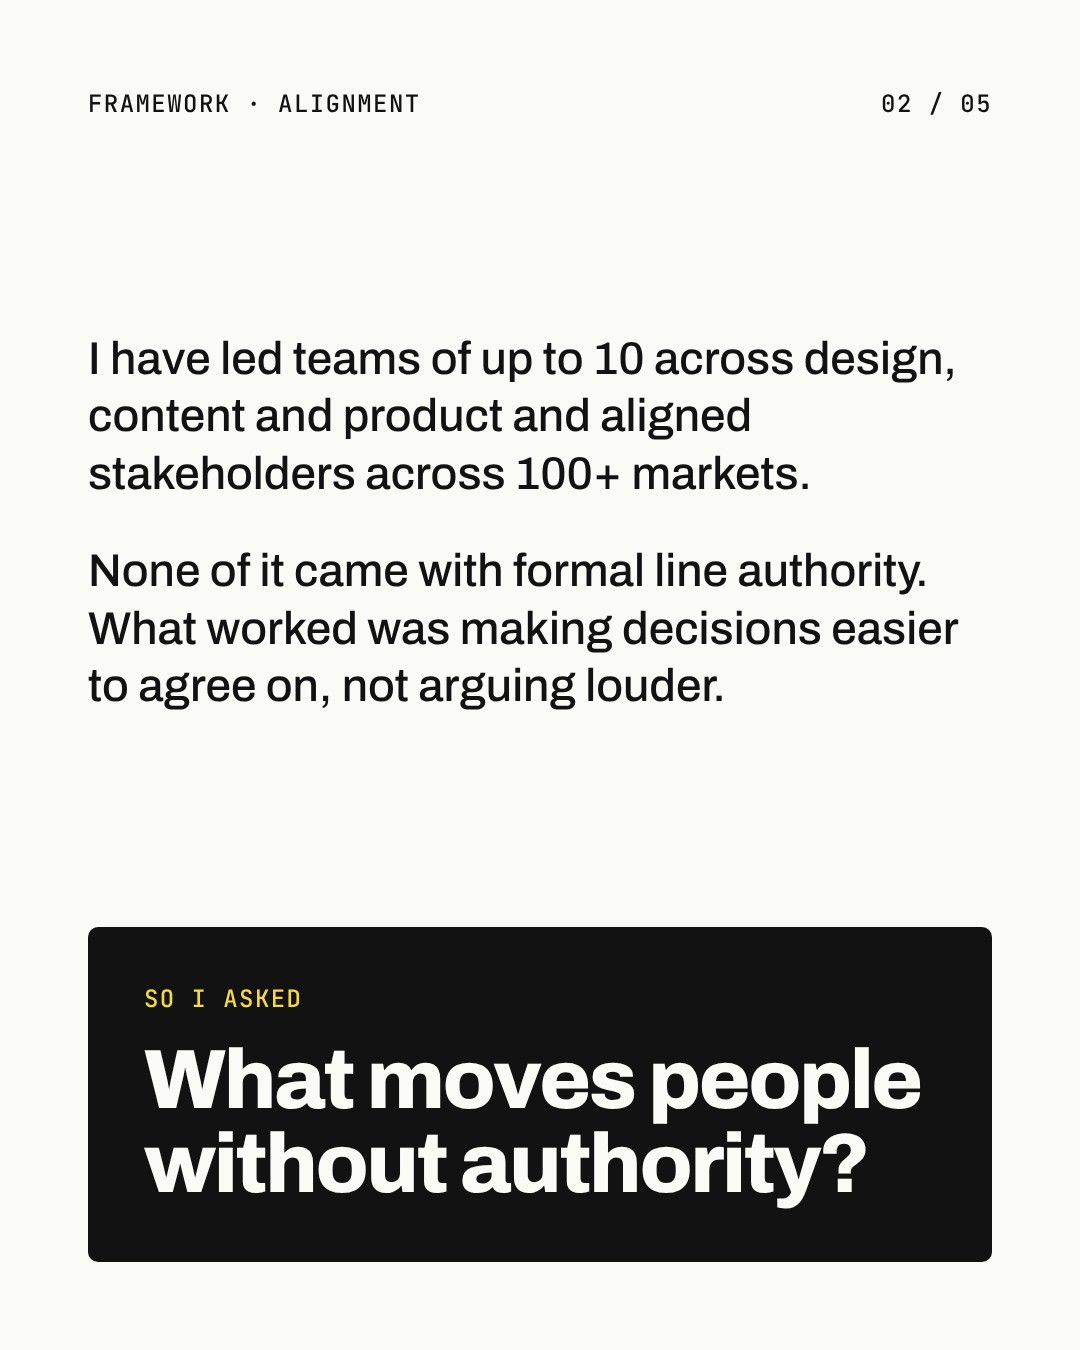 FRAMEWORK · ALIGNMENT
02 / 05
I have led teams of up to 10 across design,
content and product and aligned
stakeholders across 100+ markets.
None of it came with formal line authority.
What worked was making decisions easier
to agree on, not arguing louder.
SO I ASKED
What moves people
without authority?